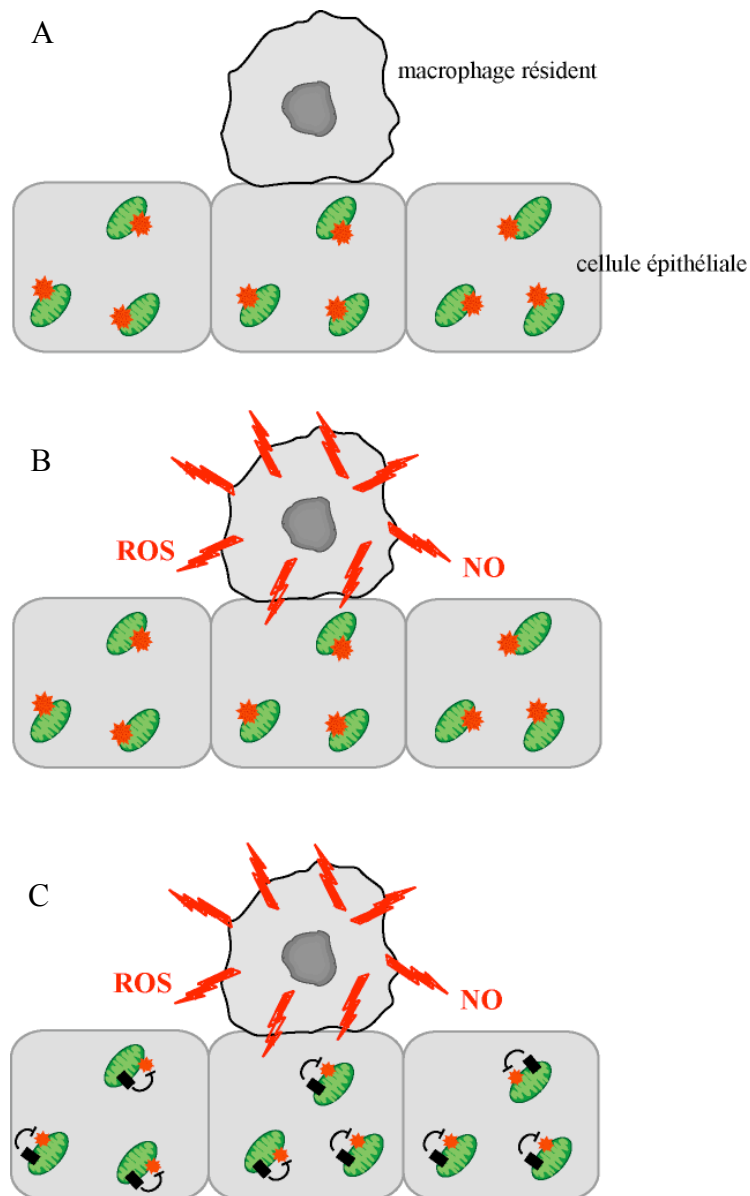 A
macrophage résident
cellule épithéliale
B
ROS
NO
C
ROS
NO